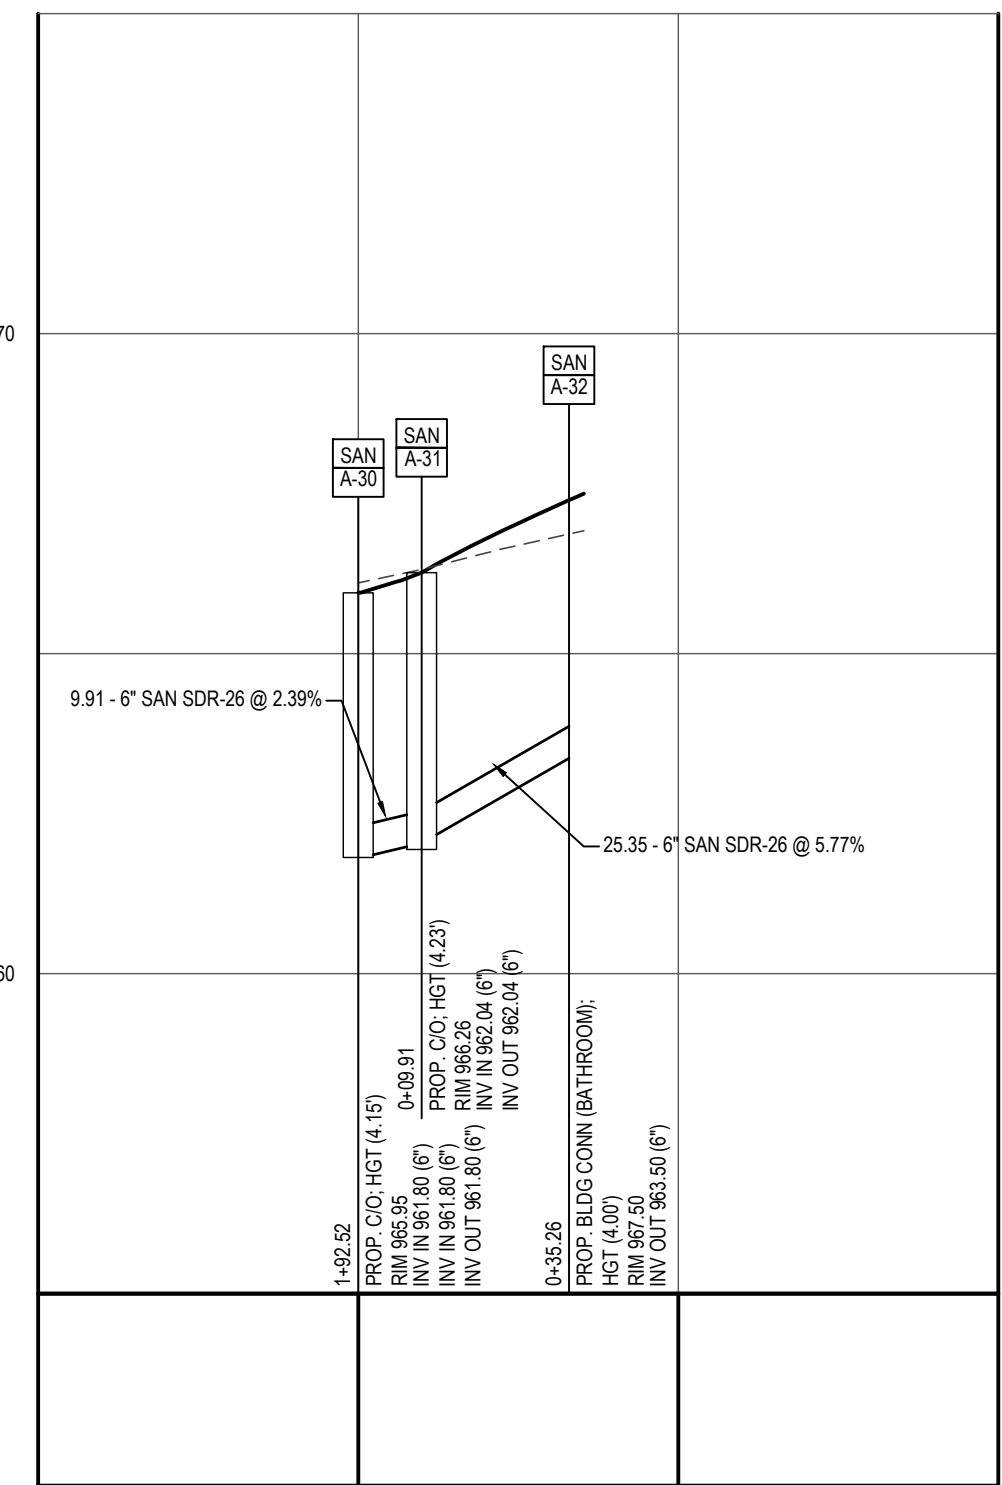 70
SAN
A-32
SAN
A-31
SAN
A-30
9.91 - 6" SAN SDR-26 @ 2.39%
25.35 - 6" SAN SDR-26 @ 5.77%
60
1+92.52
PROP. C/O; HGT (4.15')
RIM 965.95
INV IN 961.80 (6")
INV IN 961.80 (6")
INV OUT 961.80 (6")
0+09.91
PROP. C/O; HGT (4.23')
RIM 966.26
INV IN 962.04 (6")
INV OUT 962.04 (6")
0+35.26
PROP. BLDG CONN (BATHROOM);
HGT (4.00')
RIM 967.50
INV OUT 963.50 (6")